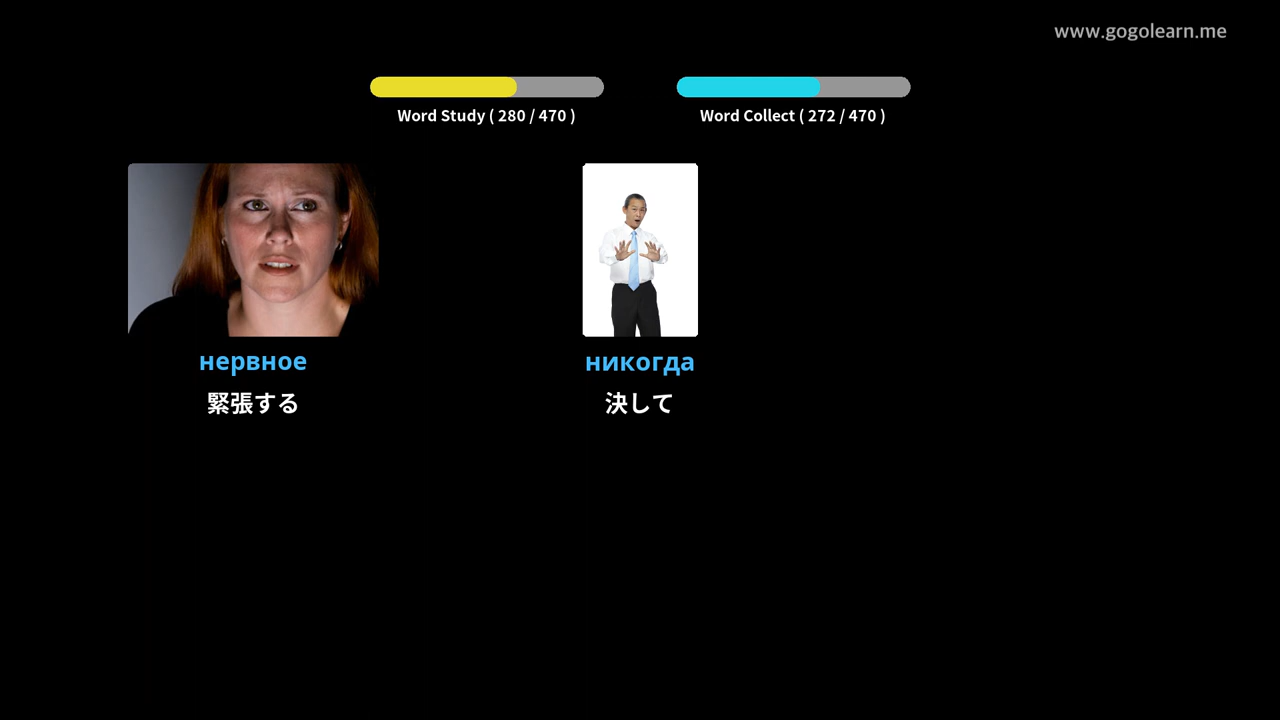 www.gogolearn.me
Word Study ( 280 / 470 )
Word Collect ( 272 / 470 )
нервное
никогда
緊張する
決して